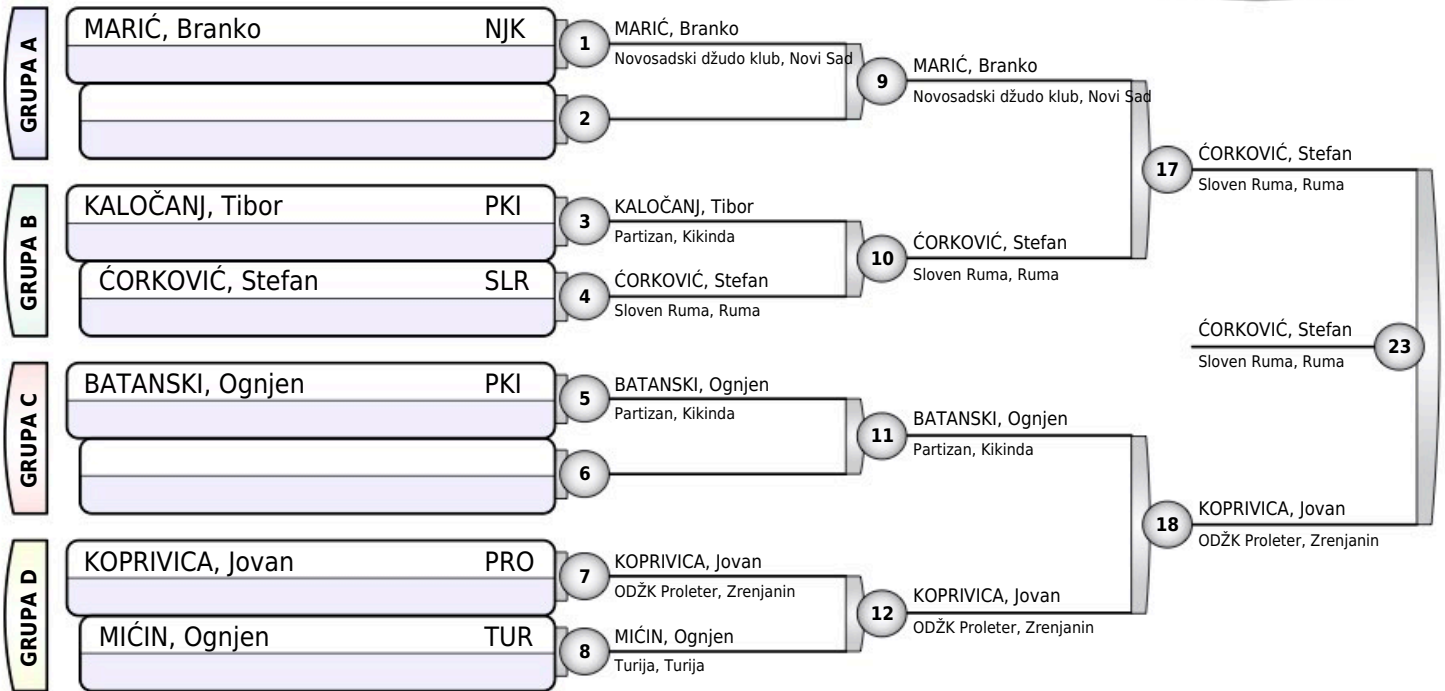 GRUPA A
MARIĆ, Branko NJK
1
MARIĆ, Branko
Novosadski džudo klub, Novi Sad
2
9
MARIĆ, Branko
Novosadski džudo klub, Novi Sad
GRUPA B
KALOČANJ, Tibor PKI
3
KALOČANJ, Tibor
Partizan, Kikinda
ĆORKOVIĆ, Stefan SLR
4
ĆORKOVIĆ, Stefan
Sloven Ruma, Ruma
10
ĆORKOVIĆ, Stefan
Sloven Ruma, Ruma
17
ĆORKOVIĆ, Stefan
Sloven Ruma, Ruma
GRUPA C
BATANSKI, Ognjen PKI
5
BATANSKI, Ognjen
Partizan, Kikinda
6
11
BATANSKI, Ognjen
Partizan, Kikinda
GRUPA D
KOPRIVICA, Jovan PRO
7
KOPRIVICA, Jovan
ODŽK Proleter, Zrenjanin
MIĆIN, Ognjen TUR
8
MIĆIN, Ognjen
Turija, Turija
12
KOPRIVICA, Jovan
ODŽK Proleter, Zrenjanin
18
KOPRIVICA, Jovan
ODŽK Proleter, Zrenjanin
ĆORKOVIĆ, Stefan
Sloven Ruma, Ruma
23